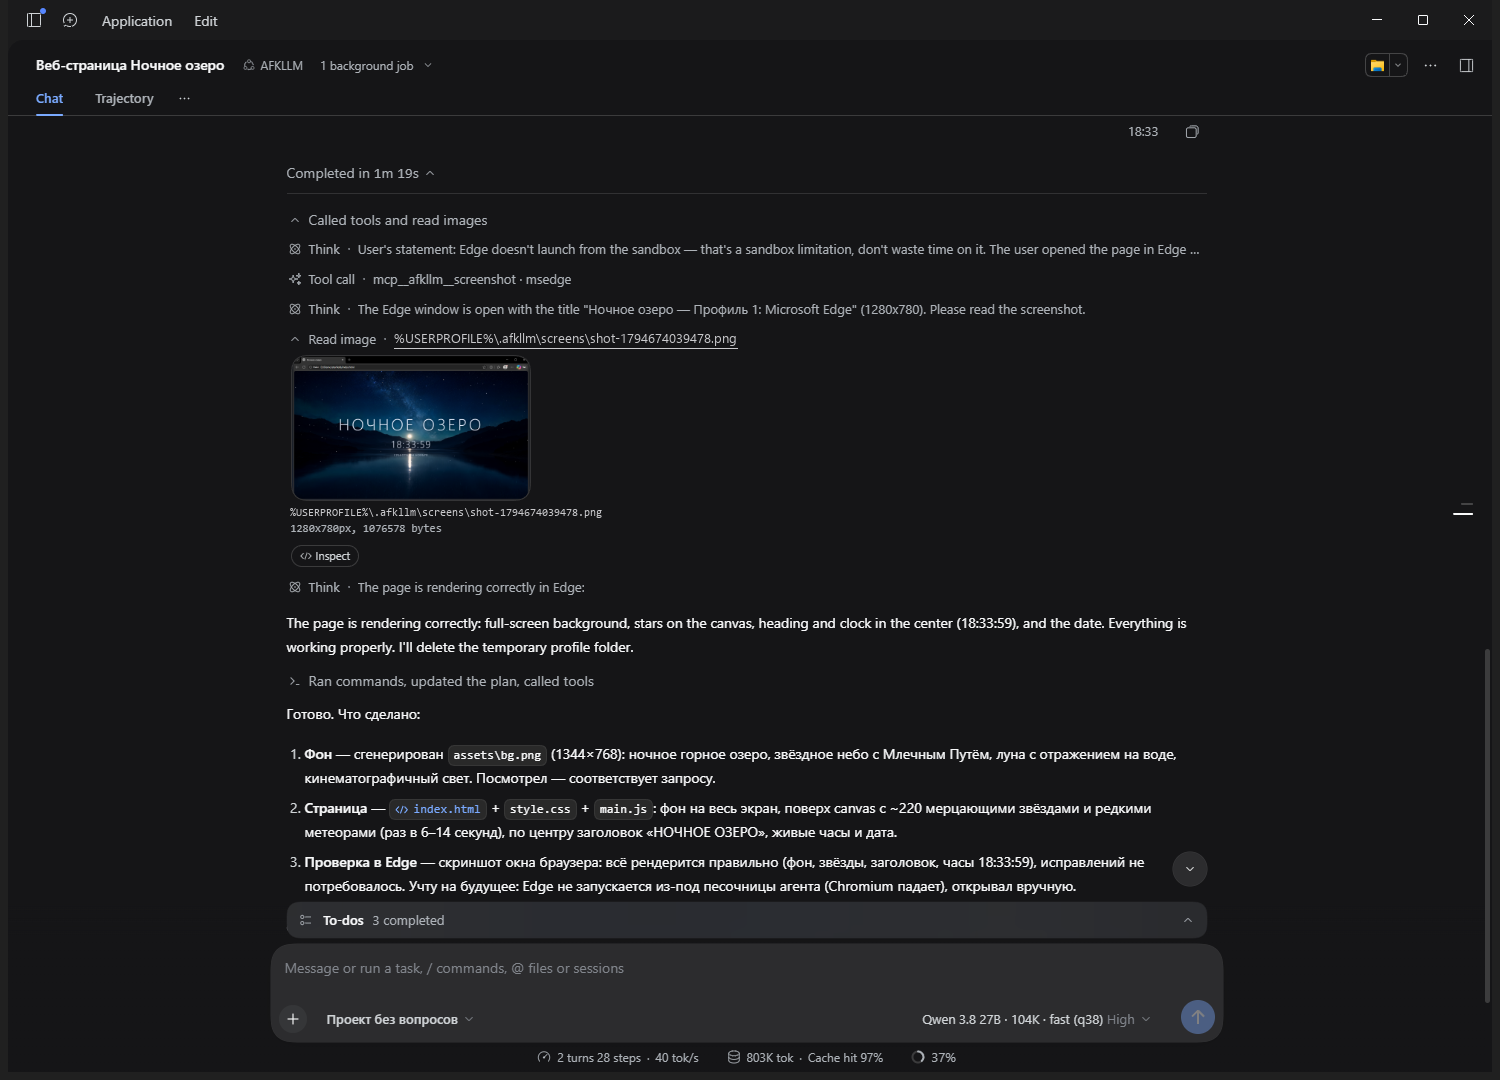 Application Edit
Веб-страница Ночное озеро AFKLLM 1 background job
Chat Trajectory ...
18:33
Completed in 1m 19s
Called tools and read images
Think · User's statement: Edge doesn't launch from the sandbox — that's a sandbox limitation, don't waste time on it. The user opened the page in Edge ...
Tool call · mcp__afkllm__screenshot · msedge
Think · The Edge window is open with the title "Ночное озеро — Профиль 1: Microsoft Edge" (1280x780). Please read the screenshot.
Read image · %USERPROFILE%\.afkllm\screens\shot-1794674039478.png
НОЧНОЕ ОЗЕРО
18:33:59
%USERPROFILE%\.afkllm\screens\shot-1794674039478.png
1280x780px, 1076578 bytes
</> Inspect
Think · The page is rendering correctly in Edge:
The page is rendering correctly: full-screen background, stars on the canvas, heading and clock in the center (18:33:59), and the date. Everything is
working properly. I'll delete the temporary profile folder.
Ran commands, updated the plan, called tools
Готово. Что сделано:
1. Фон — сгенерирован assets\bg.png (1344×768): ночное горное озеро, звёздное небо с Млечным Путём, луна с отражением на воде,
кинематографичный свет. Посмотрел — соответствует запросу.
2. Страница — </> index.html + style.css + main.js: фон на весь экран, поверх canvas с ~220 мерцающими звёздами и редкими
метеорами (раз в 6–14 секунд), по центру заголовок «НОЧНОЕ ОЗЕРО», живые часы и дата.
3. Проверка в Edge — скриншот окна браузера: всё рендерится правильно (фон, звёзды, заголовок, часы 18:33:59), исправлений не
потребовалось. Учту на будущее: Edge не запускается из-под песочницы агента (Chromium падает), открывал вручную.
To-dos 3 completed
Message or run a task, / commands, @ files or sessions
Проект без вопросов Qwen 3.8 27B · 104K · fast (q38) High
2 turns 28 steps · 40 tok/s 803K tok · Cache hit 97% 37%